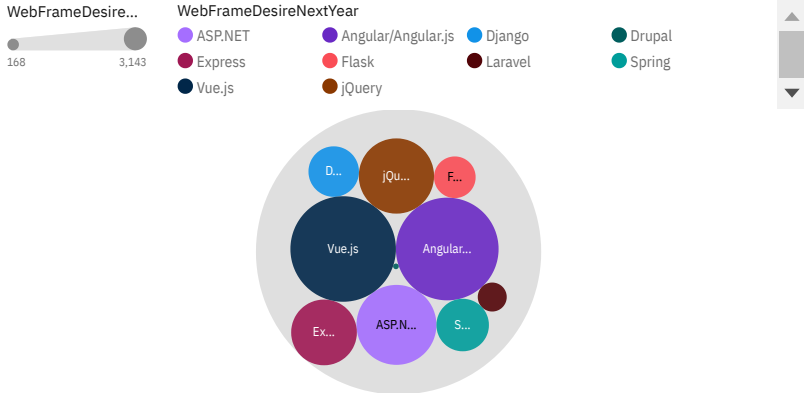 WebFrameDesire...
168 3,143
WebFrameDesireNextYear
ASP.NET Angular/Angular.js Django Drupal
Express Flask Laravel Spring
Vue.js jQuery
D... jQu... F...
Vue.js Angular...
Ex... ASP.N... S...